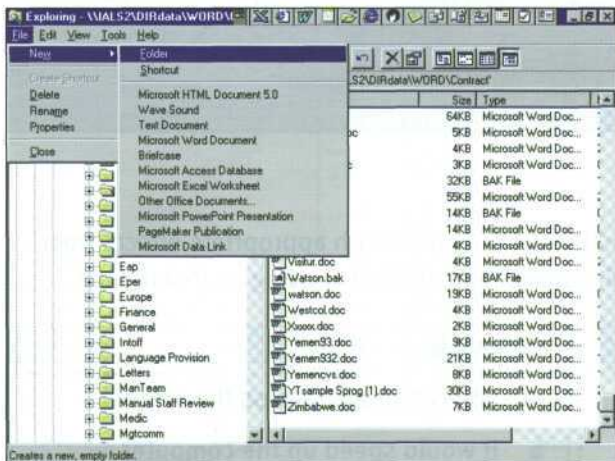 Exploring - \\IALS2\DIRdata\WORD\C
File Edit View Tools Help
New
Create Shortcut
Delete
Rename
Properties
Close
Folder
Shortcut
Microsoft HTML Document 5.0
Wave Sound
Text Document
Microsoft Word Document
Briefcase
Microsoft Access Database
Microsoft Excel Worksheet
Other Office Documents...
Microsoft PowerPoint Presentation
PageMaker Publication
Microsoft Data Link
S2\DIRdata\WORD\Contract'
Size Type
64KB Microsoft Word Doc...
5KB Microsoft Word Doc...
4KB Microsoft Word Doc...
3KB Microsoft Word Doc...
32KB BAK File
55KB Microsoft Word Doc...
14KB BAK File
14KB Microsoft Word Doc...
4KB Microsoft Word Doc...
Visitur.doc 4KB Microsoft Word Doc...
Watson.bak 17KB BAK File
watson.doc 19KB Microsoft Word Doc...
Westcol.doc 4KB Microsoft Word Doc...
Xxxxx.doc 2KB Microsoft Word Doc...
Yemen93.doc 9KB Microsoft Word Doc...
Yemen932.doc 21KB Microsoft Word Doc...
Yemencvs.doc 8KB Microsoft Word Doc...
YTsample Sprog (1).doc 30KB Microsoft Word Doc...
Zimbabwe.doc 7KB Microsoft Word Doc...
Eap
Eper
Europe
Finance
General
Intoff
Language Provision
Letters
ManTeam
Manual Staff Review
Medic
Mgtcomm
Creates a new, empty folder.